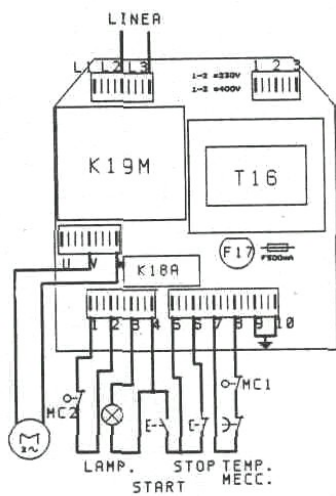 LINEA
L1 L2 L3
1 2 3
1-2 =230V
1-3 =400V
K19M
T16
F17
F500mA
U V W
K18A
1 2 3 4 5 6 7 8 9 10
MC2
MC1
M
2~
LAMP.
START
STOP
TEMP.
MECC.